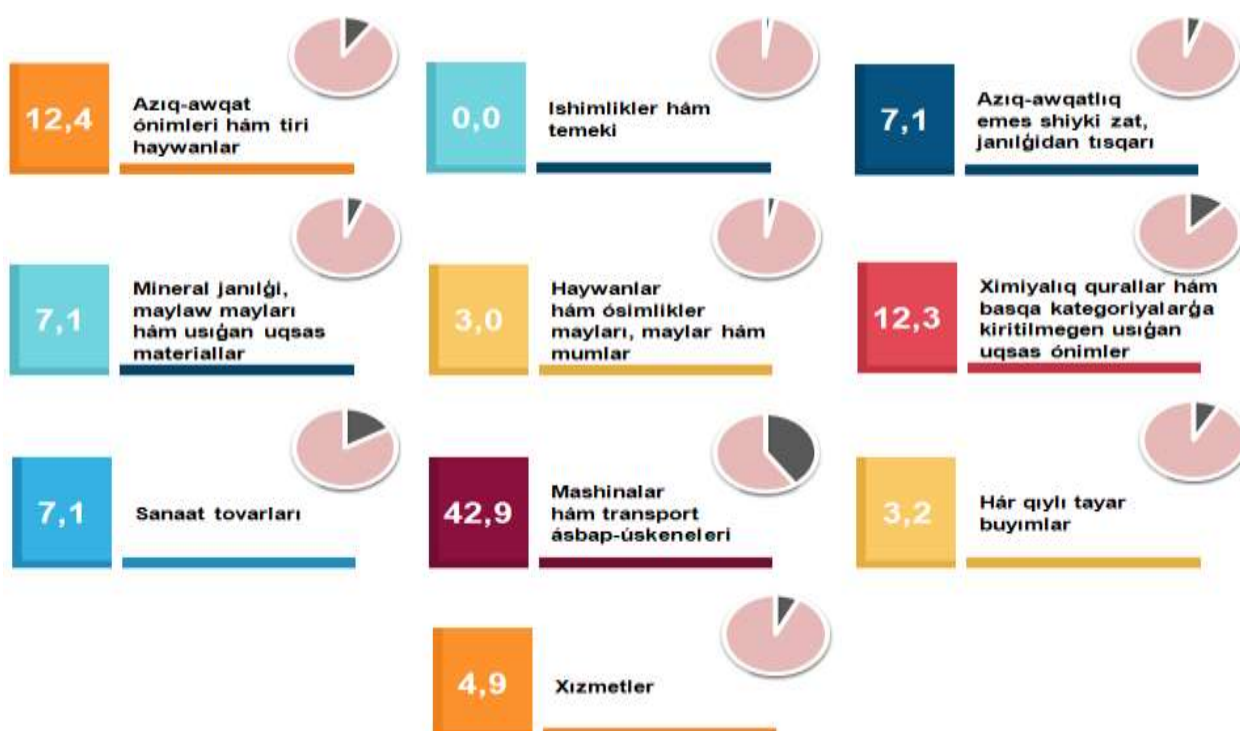 12,4
Azıq-awqat
ónimleri hám tiri
haywanlar
0,0
Ishimlikler hám
temeki
7,1
Azıq-awqatlıq
emes shiyki zat,
janılǵidan tısqarı
7,1
Mineral janılǵi,
maylaw mayları
hám usıǵan uqsas
materiallar
3,0
Haywanlar
hám ósimlikler
mayları, maylar hám
mumlar
12,3
Ximiyalıq qurallar hám
basqa kategoriyalarǵa
kiritilmegen usıǵan
uqsas ónimler
7,1
Sanaat tovarları
42,9
Mashinalar
hám transport
ásbap-úskeneleri
3,2
Hár qıylı tayar
buyımlar
4,9
Xızmetler